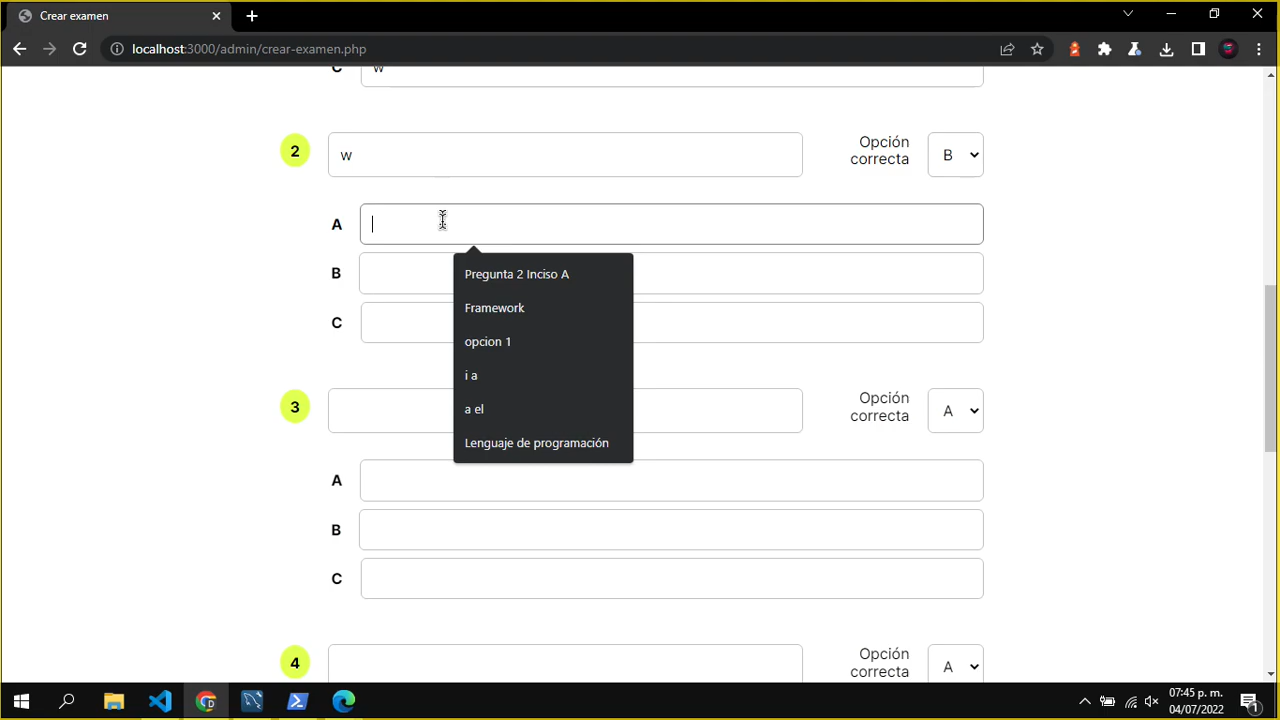 Crear examen
localhost:3000/admin/crear-examen.php
C w
2 w Opción
correcta B
A
B
C
Pregunta 2 Inciso A
Framework
opcion 1
i a
a el
Lenguaje de programación
3 Opción
correcta A
A
B
C
4 Opción
correcta A
07:45 p. m.
04/07/2022
1